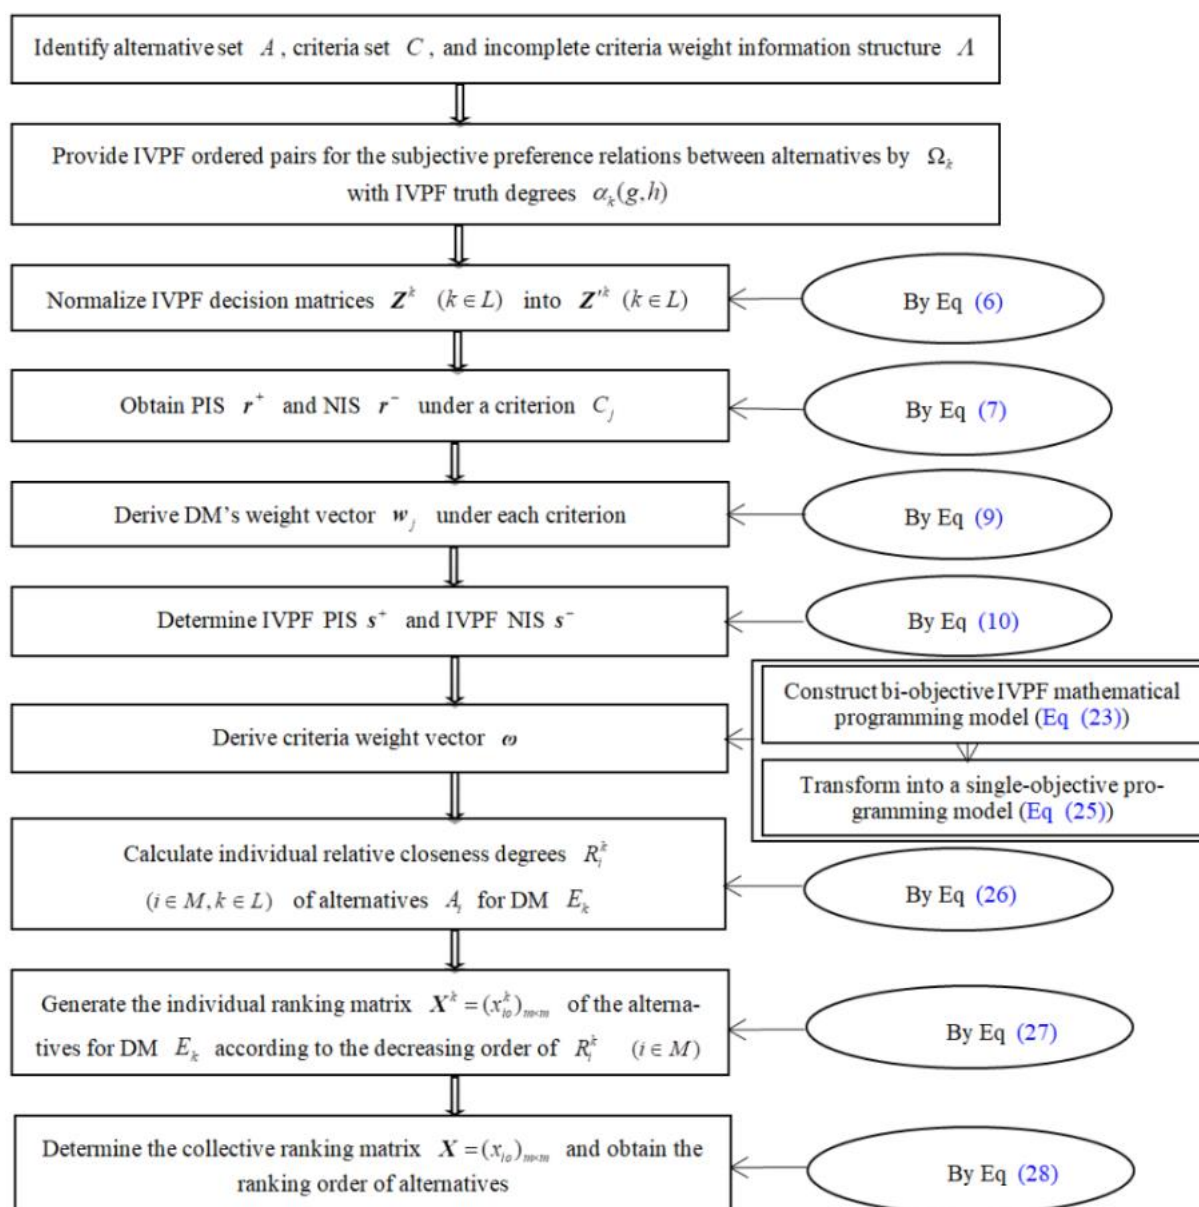 Identify alternative set A , criteria set C , and incomplete criteria weight information structure Λ
Provide IVPF ordered pairs for the subjective preference relations between alternatives by Ω_k
with IVPF truth degrees α_k(g,h)
Normalize IVPF decision matrices Z^k (k ∈ L) into Z'^k (k ∈ L)
By Eq (6)
Obtain PIS r^+ and NIS r^− under a criterion C_j
By Eq (7)
Derive DM's weight vector w_j under each criterion
By Eq (9)
Determine IVPF PIS s^+ and IVPF NIS s^−
By Eq (10)
Derive criteria weight vector ω
Construct bi-objective IVPF mathematical
programming model (Eq (23))
Transform into a single-objective pro-
gramming model (Eq (25))
Calculate individual relative closeness degrees R_i^k
(i ∈ M, k ∈ L) of alternatives A_i for DM E_k
By Eq (26)
Generate the individual ranking matrix X^k = (x_{io}^k)_{m×m} of the alterna-
tives for DM E_k according to the decreasing order of R_i^k (i ∈ M)
By Eq (27)
Determine the collective ranking matrix X = (x_{io})_{m×m} and obtain the
ranking order of alternatives
By Eq (28)